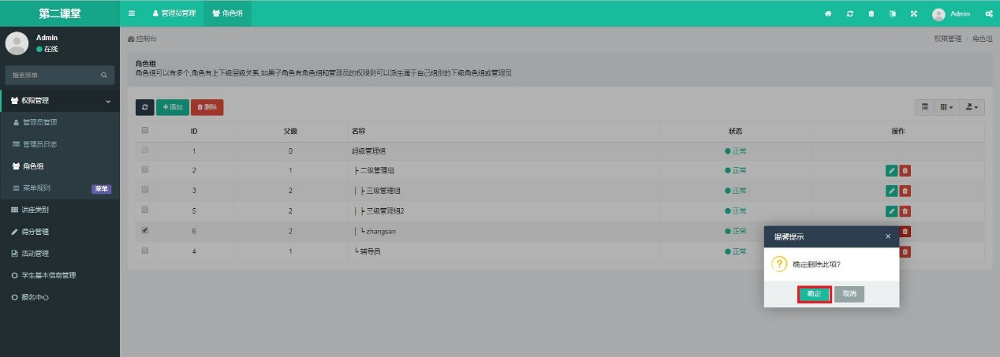 第二课堂
管理员管理
角色组
Admin
Admin
在线
搜索菜单
权限管理
管理员管理
管理员日志
角色组
菜单规则 菜单
讲座类别
得分管理
活动管理
学生基本信息管理
报名中心
控制台
权限管理 / 角色组
角色组
角色组可以有多个,角色有上下级层级关系,如果子角色有角色组和管理员的权限则可以派生属于自己组别的下级角色组或管理员
添加 删除
ID 父级 名称 状态 操作
1 0 超级管理组 正常
2 1 ├ 二级管理组 正常
3 2 │ ├ 三级管理组 正常
5 2 │ ├ 三级管理组2 正常
6 2 │ └ zhangsan 正常
4 1 └ 辅导员 正常
温馨提示 ×
确定删除此项?
确定 取消